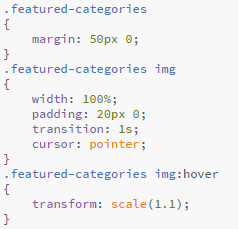 .featured-categories
{
    margin: 50px 0;
}
.featured-categories img
{
    width: 100%;
    padding: 20px 0;
    transition: 1s;
    cursor: pointer;
}
.featured-categories img:hover
{
    transform: scale(1.1);
}